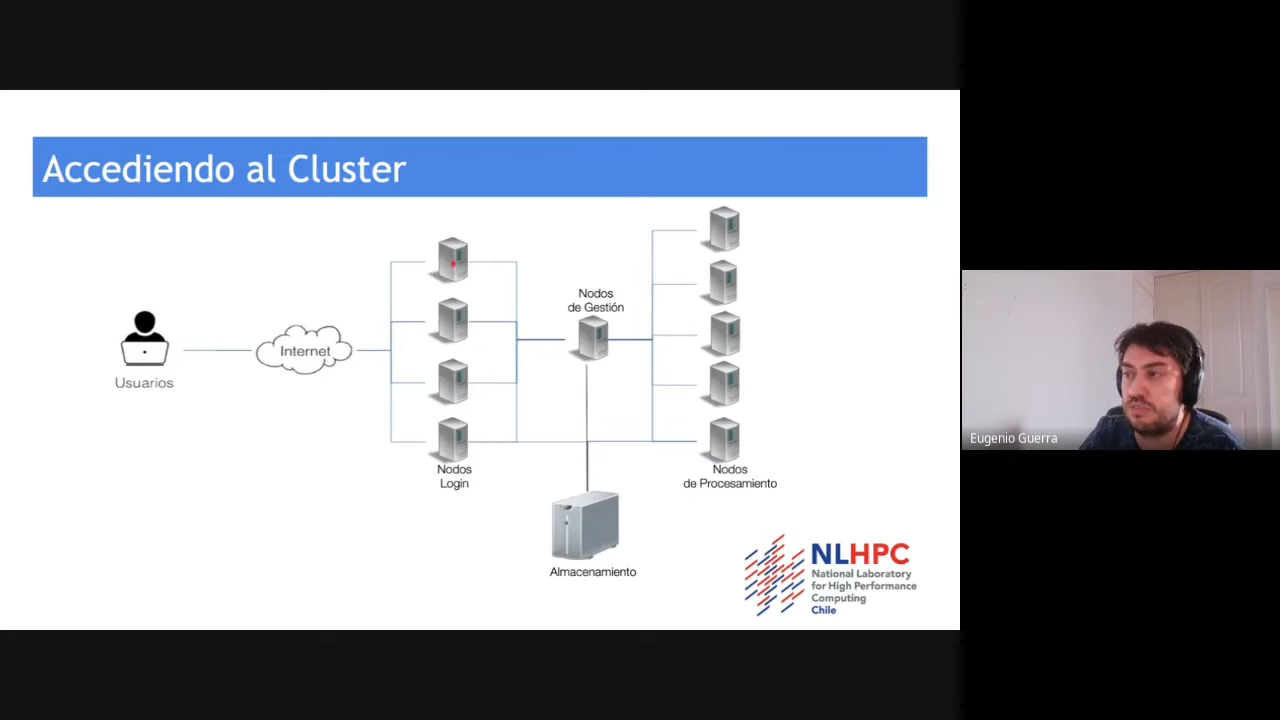 Accediendo al Cluster
Usuarios
Internet
Nodos
Login
Nodos
de Gestión
Almacenamiento
Nodos
de Procesamiento
NLHPC
National Laboratory
for High Performance
Computing
Chile
Eugenio Guerra